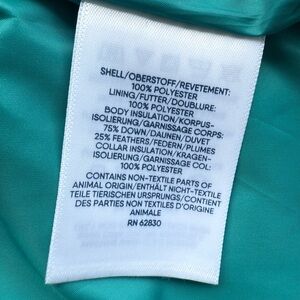 SHELL/OBERSTOFF/REVETEMENT:
100% POLYESTER
LINING/FUTTER/DOUBLURE:
100% POLYESTER
BODY INSULATION/KORPUS-
ISOLIERUNG/GARNISSAGE CORPS:
75% DOWN/DAUNEN/DUVET
25% FEATHERS/FEDERN/PLUMES
COLLAR INSULATION/KRAGEN-
ISOLIERUNG/GARNISSAGE COL:
100% POLYESTER
CONTAINS NON-TEXTILE PARTS OF
ANIMAL ORIGIN/ENTHÄLT NICHT-TEXTILE
TEILE TIERISCHEN URSPRUNGS/CONTIENT
DES PARTIES NON TEXTILES D'ORIGINE
ANIMALE
RN 62830